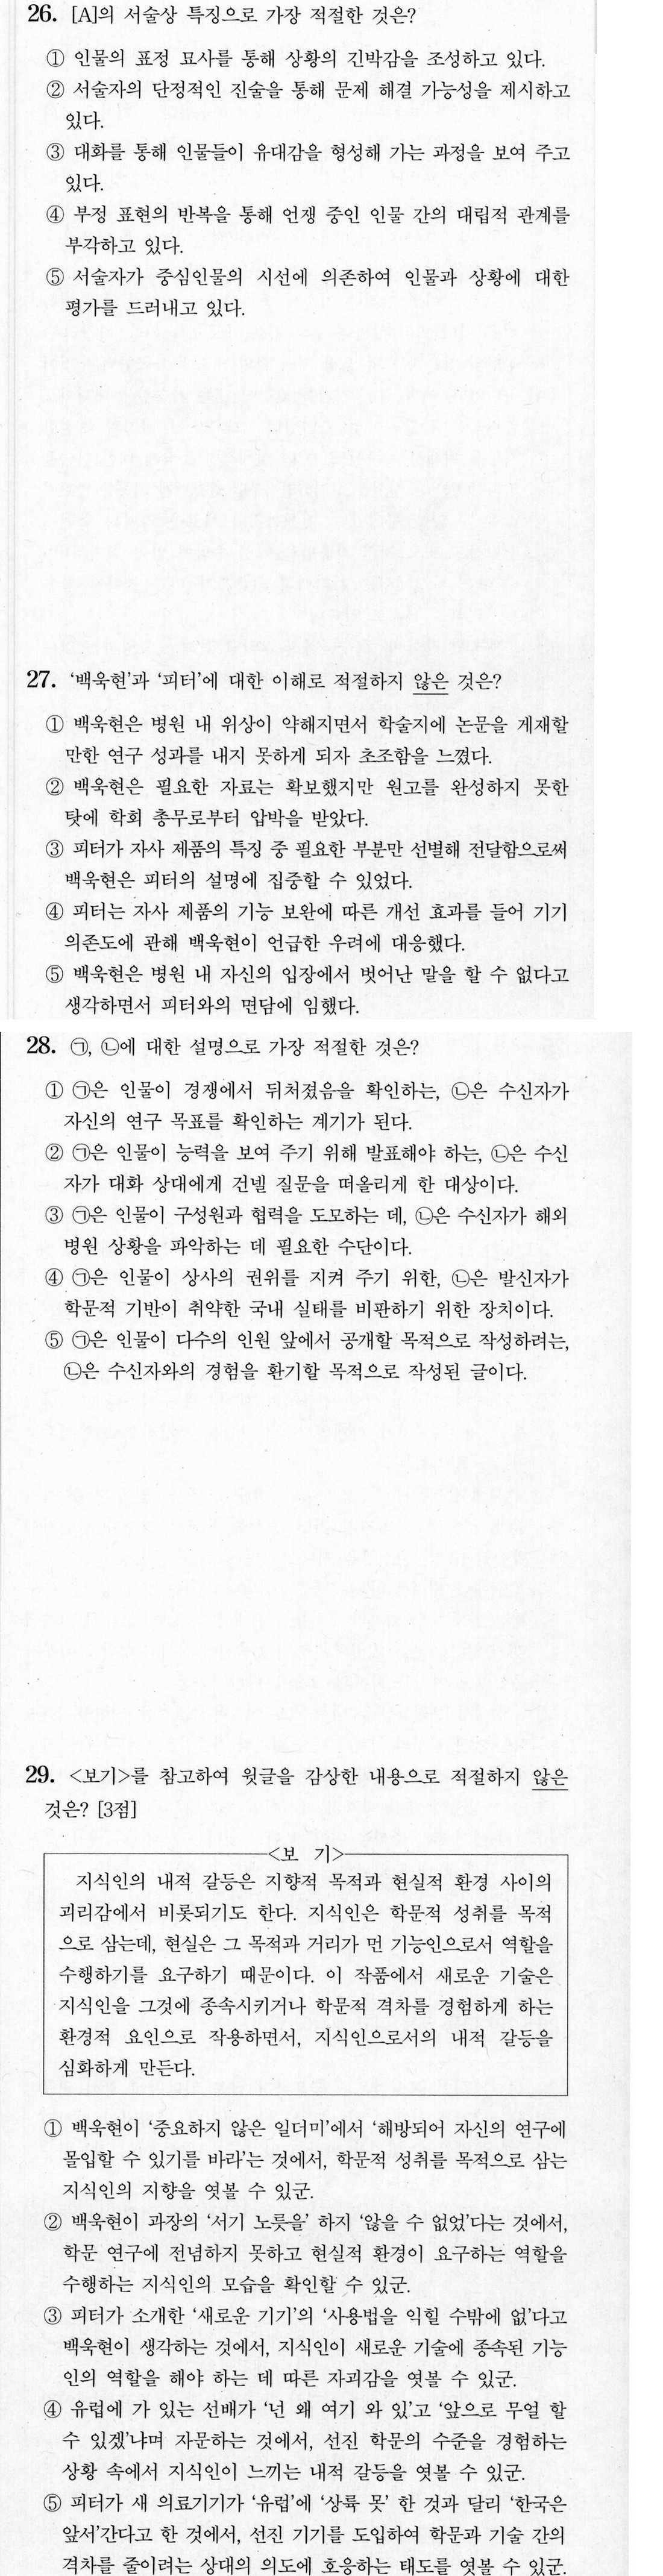 26. [A]의 서술상 특징으로 가장 적절한 것은?
① 인물의 표정 묘사를 통해 상황의 긴박감을 조성하고 있다.
② 서술자의 단정적인 진술을 통해 문제 해결 가능성을 제시하고
있다.
③ 대화를 통해 인물들이 유대감을 형성해 가는 과정을 보여 주고
있다.
④ 부정 표현의 반복을 통해 언쟁 중인 인물 간의 대립적 관계를
부각하고 있다.
⑤ 서술자가 중심인물의 시선에 의존하여 인물과 상황에 대한
평가를 드러내고 있다.
27. ‘백욱현’과 ‘피터’에 대한 이해로 적절하지 않은 것은?
① 백욱현은 병원 내 위상이 약해지면서 학술지에 논문을 게재할
만한 연구 성과를 내지 못하게 되자 초조함을 느꼈다.
② 백욱현은 필요한 자료는 확보했지만 원고를 완성하지 못한
탓에 학회 총무로부터 압박을 받았다.
③ 피터가 자사 제품의 특징 중 필요한 부분만 선별해 전달함으로써
백욱현은 피터의 설명에 집중할 수 있었다.
④ 피터는 자사 제품의 기능 보완에 따른 개선 효과를 들어 기기
의존도에 관해 백욱현이 언급한 우려에 대응했다.
⑤ 백욱현은 병원 내 자신의 입장에서 벗어난 말을 할 수 없다고
생각하면서 피터와의 면담에 임했다.
28. ㉠, ㉡에 대한 설명으로 가장 적절한 것은?
① ㉠은 인물이 경쟁에서 뒤처졌음을 확인하는, ㉡은 수신자가
자신의 연구 목표를 확인하는 계기가 된다.
② ㉠은 인물이 능력을 보여 주기 위해 발표해야 하는, ㉡은 수신
자가 대화 상대에게 건넬 질문을 떠올리게 한 대상이다.
③ ㉠은 인물이 구성원과 협력을 도모하는 데, ㉡은 수신자가 해외
병원 상황을 파악하는 데 필요한 수단이다.
④ ㉠은 인물이 상사의 권위를 지켜 주기 위한, ㉡은 발신자가
학문적 기반이 취약한 국내 실태를 비판하기 위한 장치이다.
⑤ ㉠은 인물이 다수의 인원 앞에서 공개할 목적으로 작성하려는,
㉡은 수신자와의 경험을 환기할 목적으로 작성된 글이다.
29. <보기>를 참고하여 윗글을 감상한 내용으로 적절하지 않은
것은? [3점]
<보 기>
지식인의 내적 갈등은 지향적 목적과 현실적 환경 사이의
괴리감에서 비롯되기도 한다. 지식인은 학문적 성취를 목적
으로 삼는데, 현실은 그 목적과 거리가 먼 기능인으로서 역할을
수행하기를 요구하기 때문이다. 이 작품에서 새로운 기술은
지식인을 그것에 종속시키거나 학문적 격차를 경험하게 하는
환경적 요인으로 작용하면서, 지식인으로서의 내적 갈등을
심화하게 만든다.
① 백욱현이 ‘중요하지 않은 일더미’에서 ‘해방되어 자신의 연구에
몰입할 수 있기를 바라’는 것에서, 학문적 성취를 목적으로 삼는
지식인의 지향을 엿볼 수 있군.
② 백욱현이 과장의 ‘서기 노릇을’ 하지 ‘않을 수 없었’다는 것에서,
학문 연구에 전념하지 못하고 현실적 환경이 요구하는 역할을
수행하는 지식인의 모습을 확인할 수 있군.
③ 피터가 소개한 ‘새로운 기기’의 ‘사용법을 익힐 수밖에 없’다고
백욱현이 생각하는 것에서, 지식인이 새로운 기술에 종속된 기능
인의 역할을 해야 하는 데 따른 자괴감을 엿볼 수 있군.
④ 유럽에 가 있는 선배가 ‘넌 왜 여기 와 있’고 ‘앞으로 무얼 할
수 있겠’냐며 자문하는 것에서, 선진 학문의 수준을 경험하는
상황 속에서 지식인이 느끼는 내적 갈등을 엿볼 수 있군.
⑤ 피터가 새 의료기기가 ‘유럽’에 ‘상륙 못’ 한 것과 달리 ‘한국은
앞서’간다고 한 것에서, 선진 기기를 도입하여 학문과 기술 간의
격차를 줄이려는 상대의 의도에 호응하는 태도를 엿볼 수 있군.